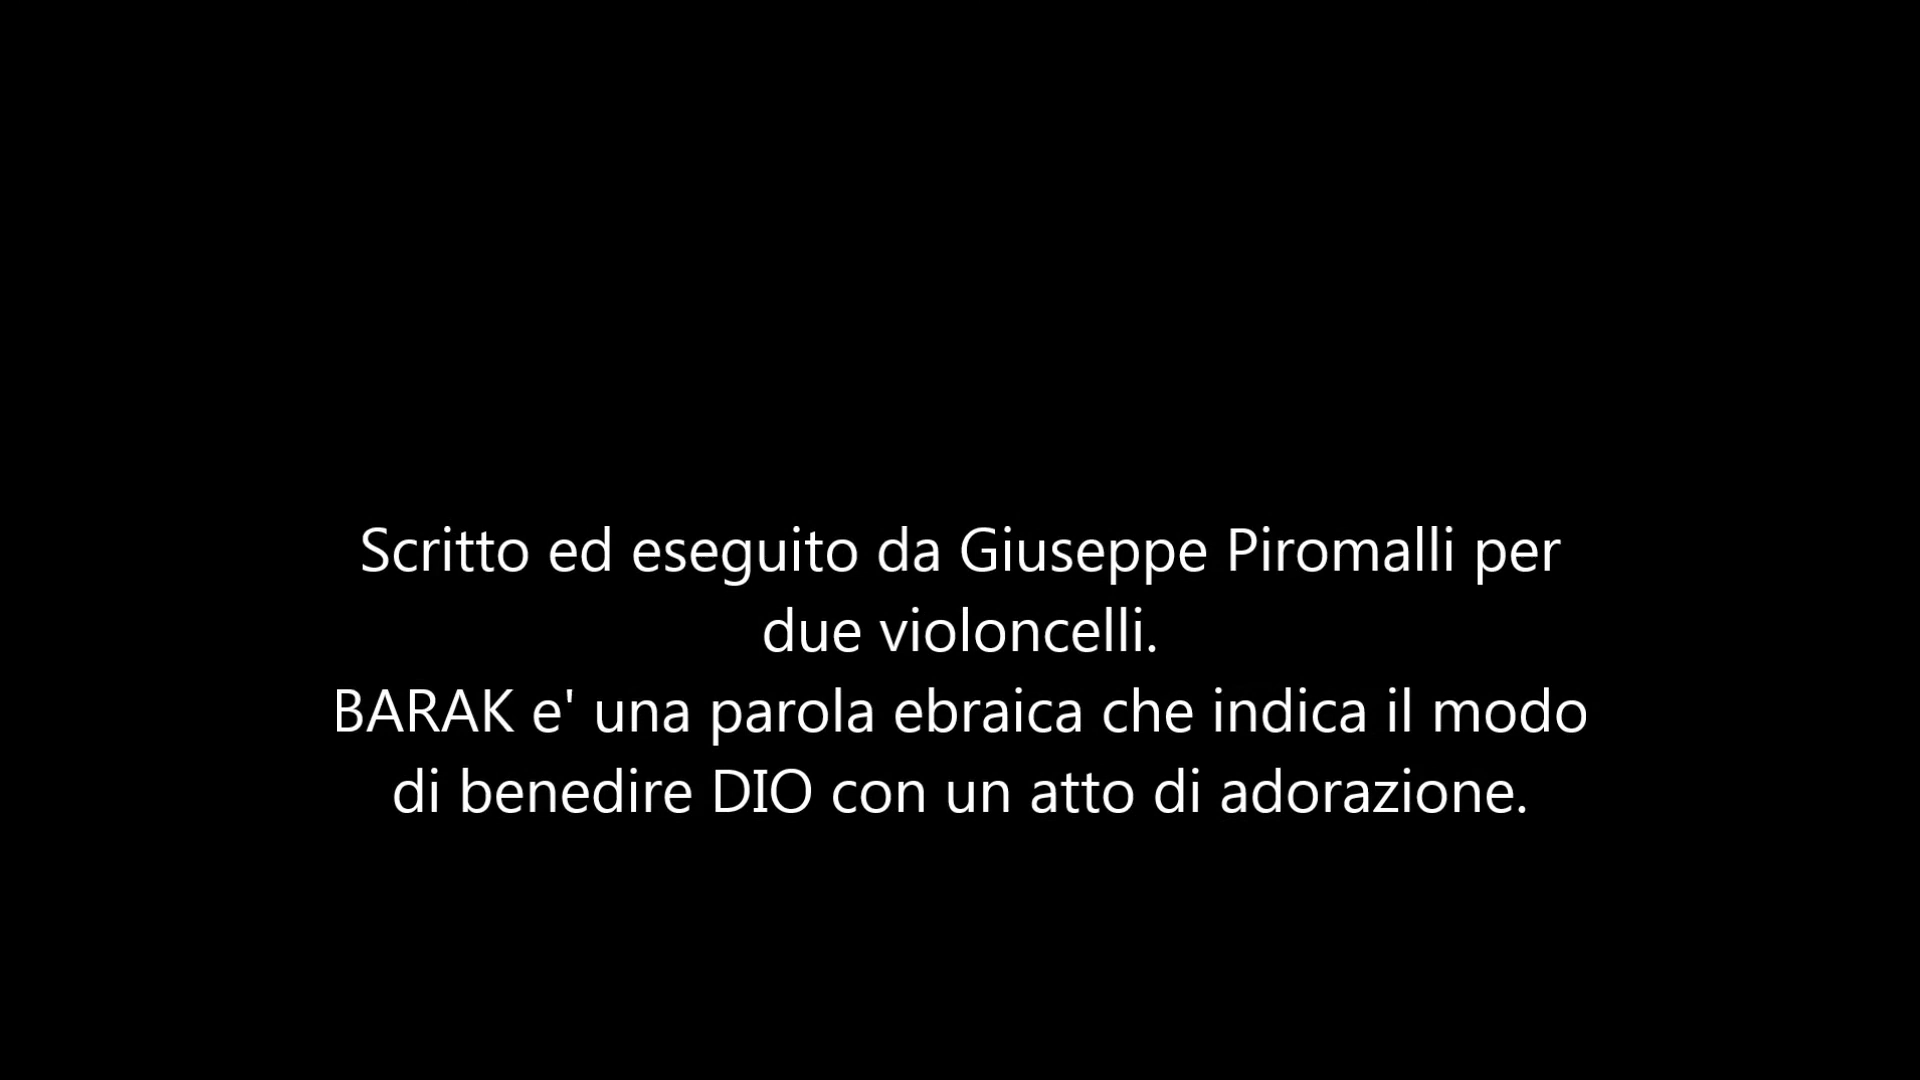 Scritto ed eseguito da Giuseppe Piromalli per
due violoncelli.
BARAK e' una parola ebraica che indica il modo
di benedire DIO con un atto di adorazione.